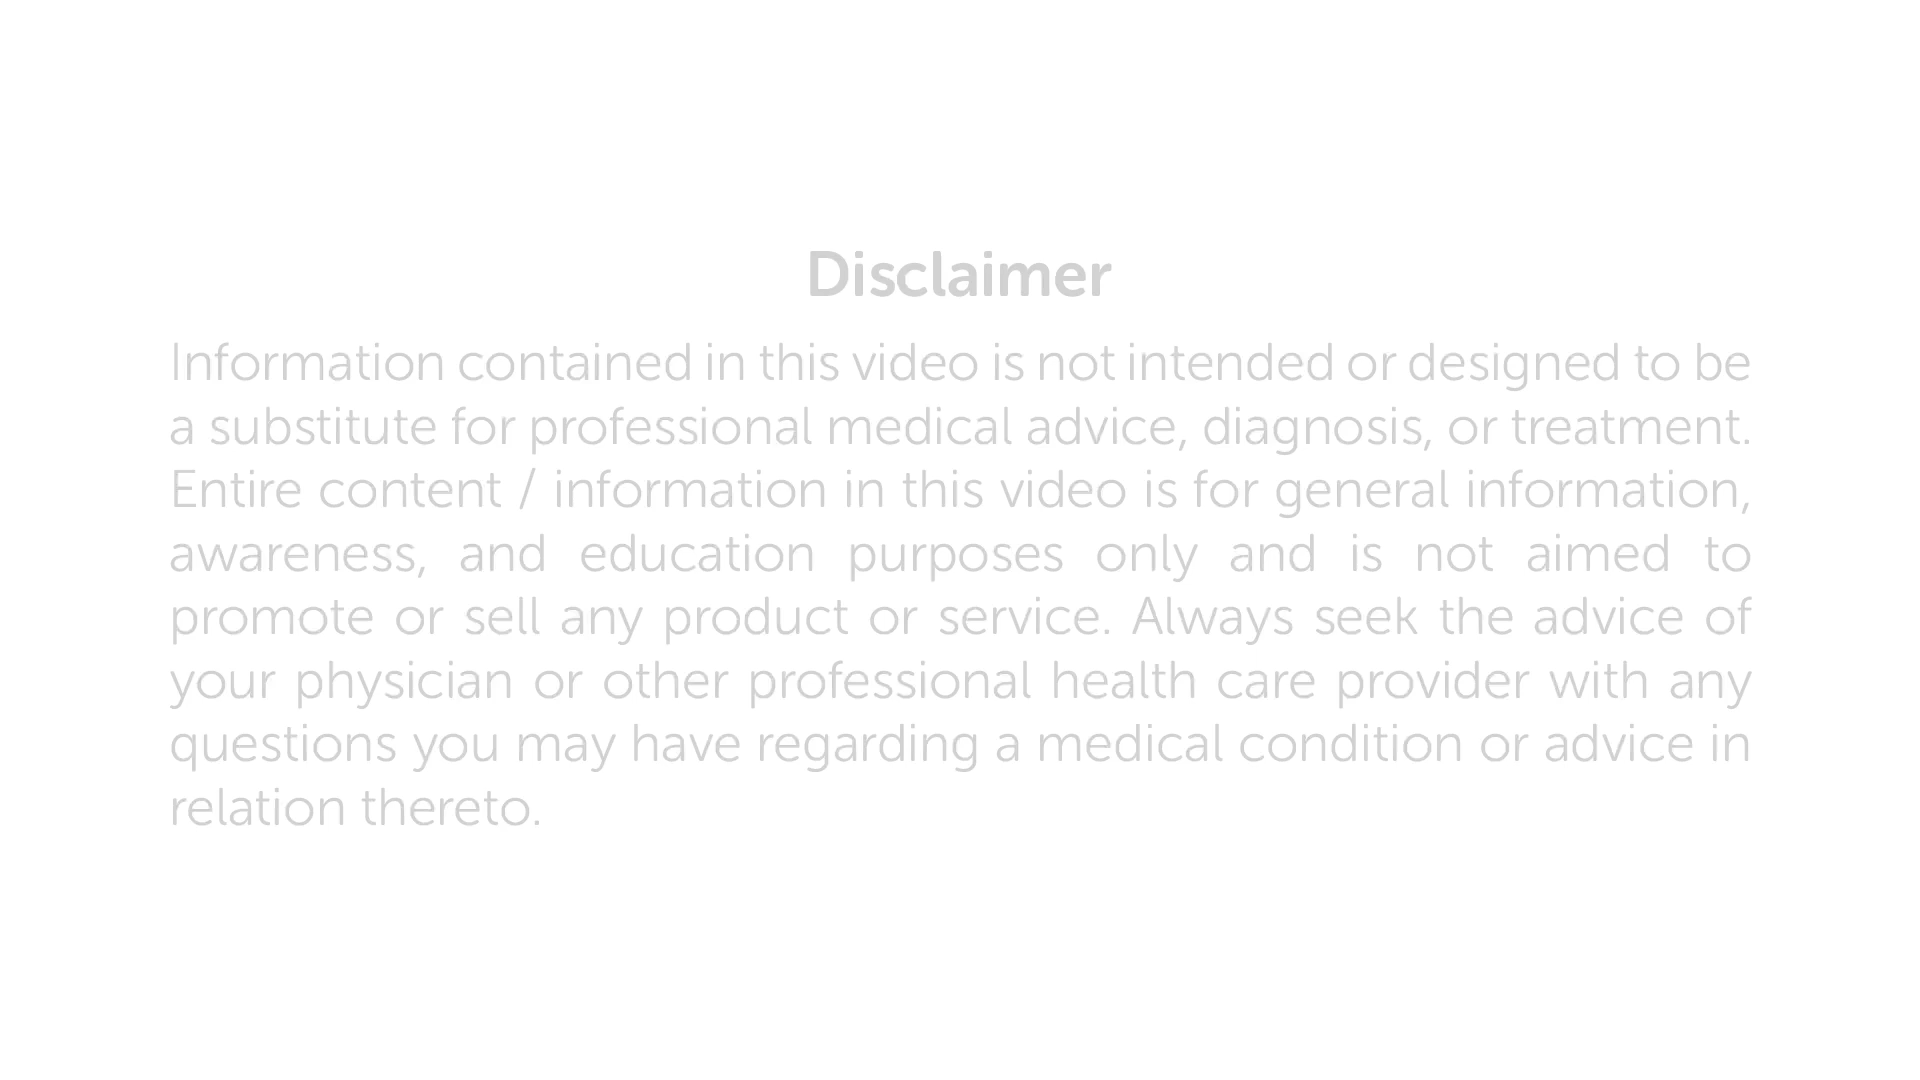 Disclaimer
Information contained in this video is not intended or designed to be
a substitute for professional medical advice, diagnosis, or treatment.
Entire content / information in this video is for general information,
awareness, and education purposes only and is not aimed to
promote or sell any product or service. Always seek the advice of
your physician or other professional health care provider with any
questions you may have regarding a medical condition or advice in
relation thereto.